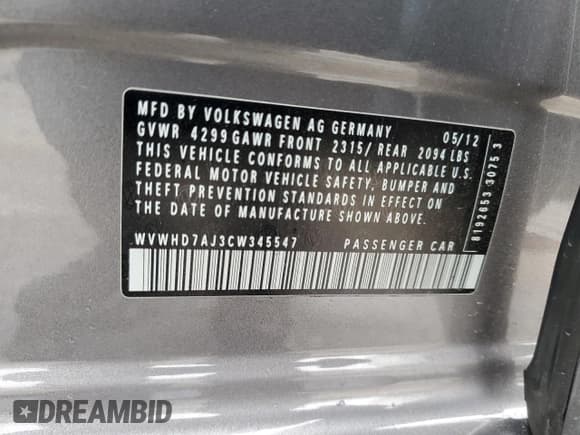 MFD BY VOLKSWAGEN AG GERMANY 05/12
GVWR 4299 GAWR FRONT 2315/ REAR 2094 LBS
THIS VEHICLE CONFORMS TO ALL APPLICABLE U.S.
FEDERAL MOTOR VEHICLE SAFETY, BUMPER AND
THEFT PREVENTION STANDARDS IN EFFECT ON
THE DATE OF MANUFACTURE SHOWN ABOVE.
WVWHD7AJ3CW345547 PASSENGER CAR
8192653 3075 3
DREAMBID